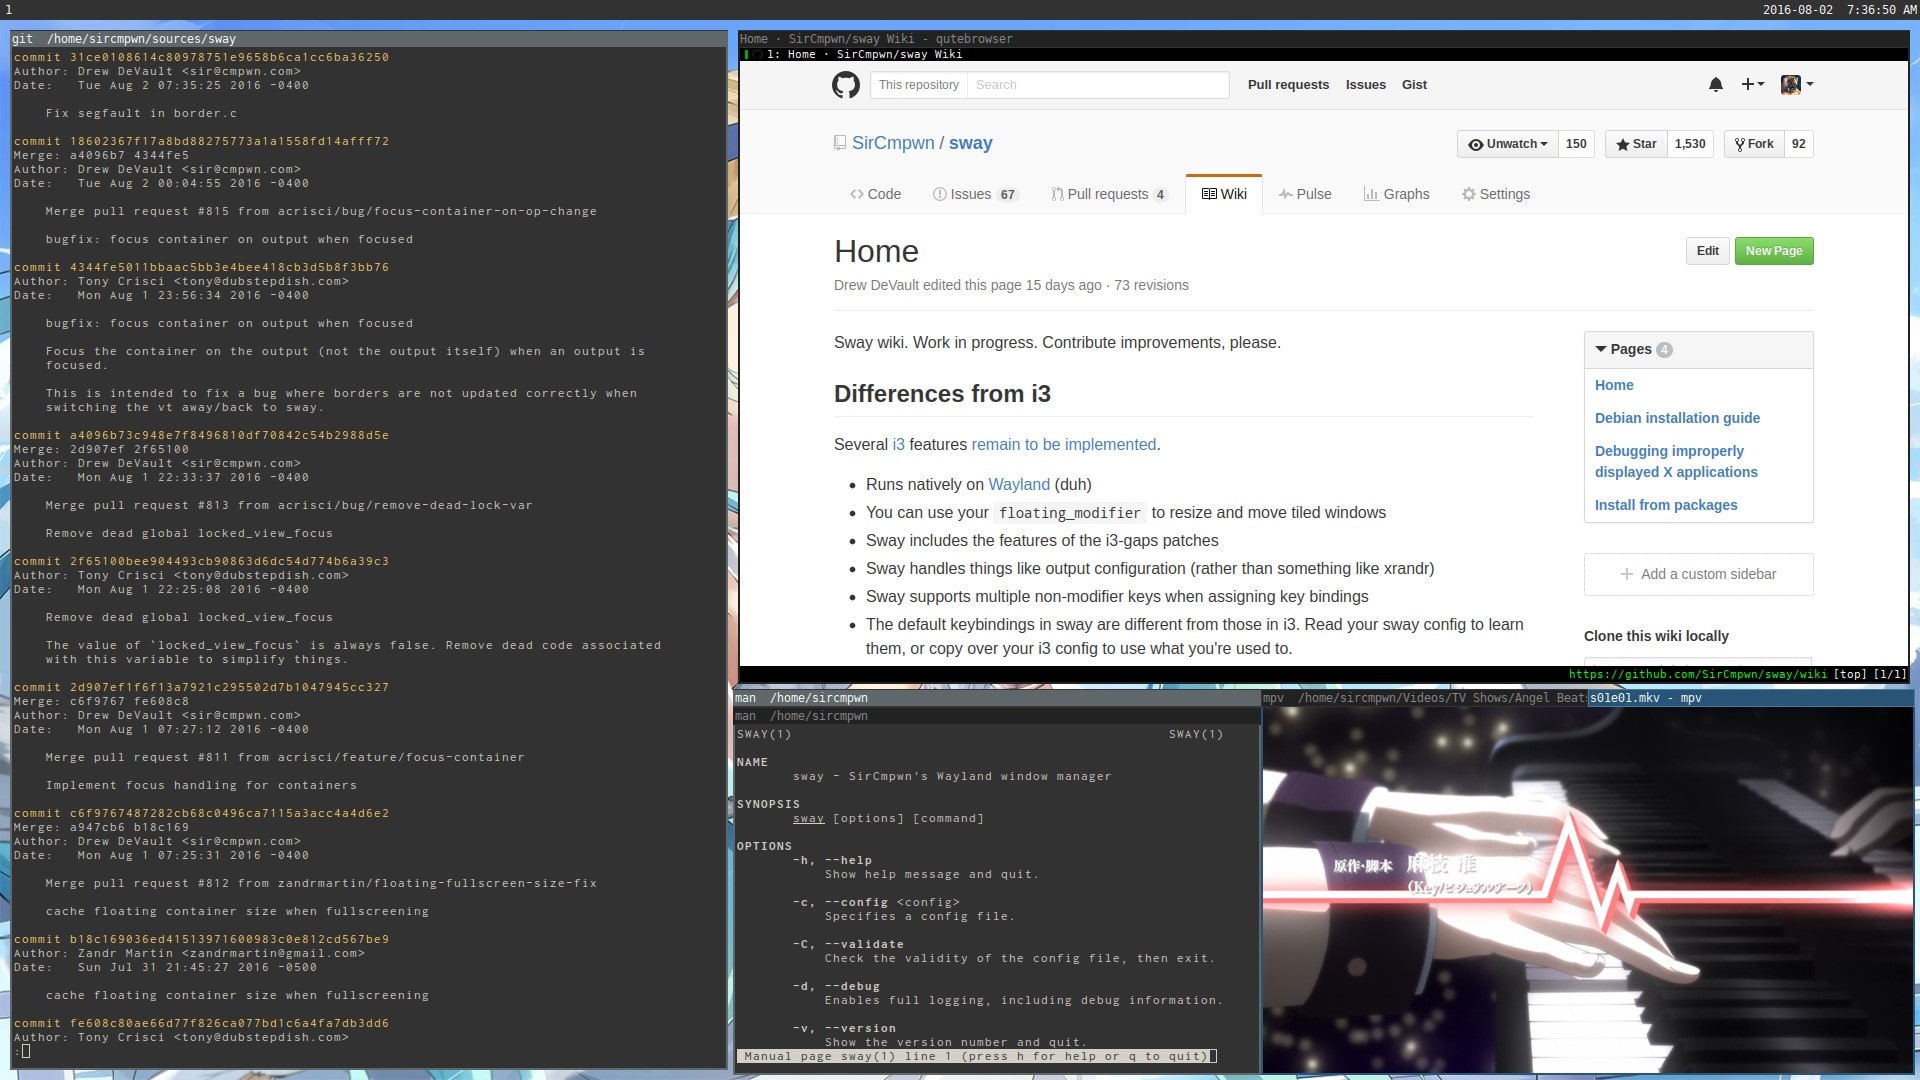 1
2016-08-02 7:36:50 AM
git /home/sircmpwn/sources/sway
commit 31ce0108614c80978751e9658b6ca1cc6ba36250
Author: Drew DeVault <sir@cmpwn.com>
Date: Tue Aug 2 07:35:25 2016 -0400
Fix segfault in border.c
commit 18602367f17a8bd88275773a1a1558fd14afff72
Merge: a4096b7 4344fe5
Author: Drew DeVault <sir@cmpwn.com>
Date: Tue Aug 2 00:04:55 2016 -0400
Merge pull request #815 from acrisci/bug/focus-container-on-op-change
bugfix: focus container on output when focused
commit 4344fe5011bbaac5bb3e4bee418cb3d5b8f3bb76
Author: Tony Crisci <tony@dubstepdish.com>
Date: Mon Aug 1 23:56:34 2016 -0400
bugfix: focus container on output when focused
Focus the container on the output (not the output itself) when an output is
focused.
This is intended to fix a bug where borders are not updated correctly when
switching the vt away/back to sway.
commit a4096b73c948e7f8496810df70842c54b2988d5e
Merge: 2d907ef 2f65100
Author: Drew DeVault <sir@cmpwn.com>
Date: Mon Aug 1 22:33:37 2016 -0400
Merge pull request #813 from acrisci/bug/remove-dead-lock-var
Remove dead global locked_view_focus
commit 2f65100bee904493cb90863d6dc54d774b6a39c3
Author: Tony Crisci <tony@dubstepdish.com>
Date: Mon Aug 1 22:25:08 2016 -0400
Remove dead global locked_view_focus
The value of `locked_view_focus` is always false. Remove dead code associated
with this variable to simplify things.
commit 2d907ef1f6f13a7921c295502d7b1047945cc327
Merge: c6f9767 fe608c8
Author: Drew DeVault <sir@cmpwn.com>
Date: Mon Aug 1 07:27:12 2016 -0400
Merge pull request #811 from acrisci/feature/focus-container
Implement focus handling for containers
commit c6f9767487282cb68c0496ca7115a3acc4a4d6e2
Merge: a947cb6 b18c169
Author: Drew DeVault <sir@cmpwn.com>
Date: Mon Aug 1 07:25:31 2016 -0400
Merge pull request #812 from zandrmartin/floating-fullscreen-size-fix
cache floating container size when fullscreening
commit b18c169036ed41513971600983c0e812cd567be9
Author: Zandr Martin <zandrmartin@gmail.com>
Date: Sun Jul 31 21:45:27 2016 -0500
cache floating container size when fullscreening
commit fe608c80ae66d77f826ca077bd1c6a4fa7db3dd6
Author: Tony Crisci <tony@dubstepdish.com>
:
Home · SirCmpwn/sway Wiki - qutebrowser
1: Home · SirCmpwn/sway Wiki
This repository Search Pull requests Issues Gist
SirCmpwn / sway
Unwatch 150 Star 1,530 Fork 92
Code Issues 67 Pull requests 4 Wiki Pulse Graphs Settings
Home
Edit New Page
Drew DeVault edited this page 15 days ago · 73 revisions
Sway wiki. Work in progress. Contribute improvements, please.
Differences from i3
Several i3 features remain to be implemented.
• Runs natively on Wayland (duh)
• You can use your floating_modifier to resize and move tiled windows
• Sway includes the features of the i3-gaps patches
• Sway handles things like output configuration (rather than something like xrandr)
• Sway supports multiple non-modifier keys when assigning key bindings
• The default keybindings in sway are different from those in i3. Read your sway config to learn
them, or copy over your i3 config to use what you're used to.
Pages 4
Home
Debian installation guide
Debugging improperly
displayed X applications
Install from packages
+ Add a custom sidebar
Clone this wiki locally
https://github.com/SirCmpwn/sway/wiki [top] [1/1]
man /home/sircmpwn
man /home/sircmpwn
SWAY(1) SWAY(1)
NAME
sway - SirCmpwn's Wayland window manager
SYNOPSIS
sway [options] [command]
OPTIONS
-h, --help
Show help message and quit.
-c, --config <config>
Specifies a config file.
-C, --validate
Check the validity of the config file, then exit.
-d, --debug
Enables full logging, including debug information.
-v, --version
Show the version number and quit.
Manual page sway(1) line 1 (press h for help or q to quit)
mpv /home/sircmpwn/Videos/TV Shows/Angel Beats
s01e01.mkv - mpv
原作・脚本 麻枝 准
(Key/ビジュアルアーツ)